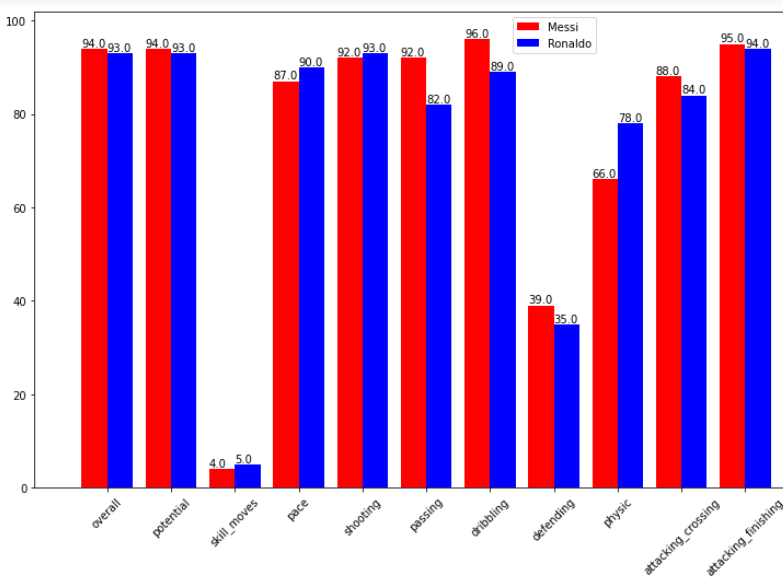 Messi
Ronaldo
100
80
60
40
20
0
94.0 93.0
94.0 93.0
4.0 5.0
87.0 90.0
92.0 93.0
92.0 82.0
96.0 89.0
39.0 35.0
66.0 78.0
88.0 84.0
95.0 94.0
overall
potential
skill_moves
pace
shooting
passing
dribbling
defending
physic
attacking_crossing
attacking_finishing